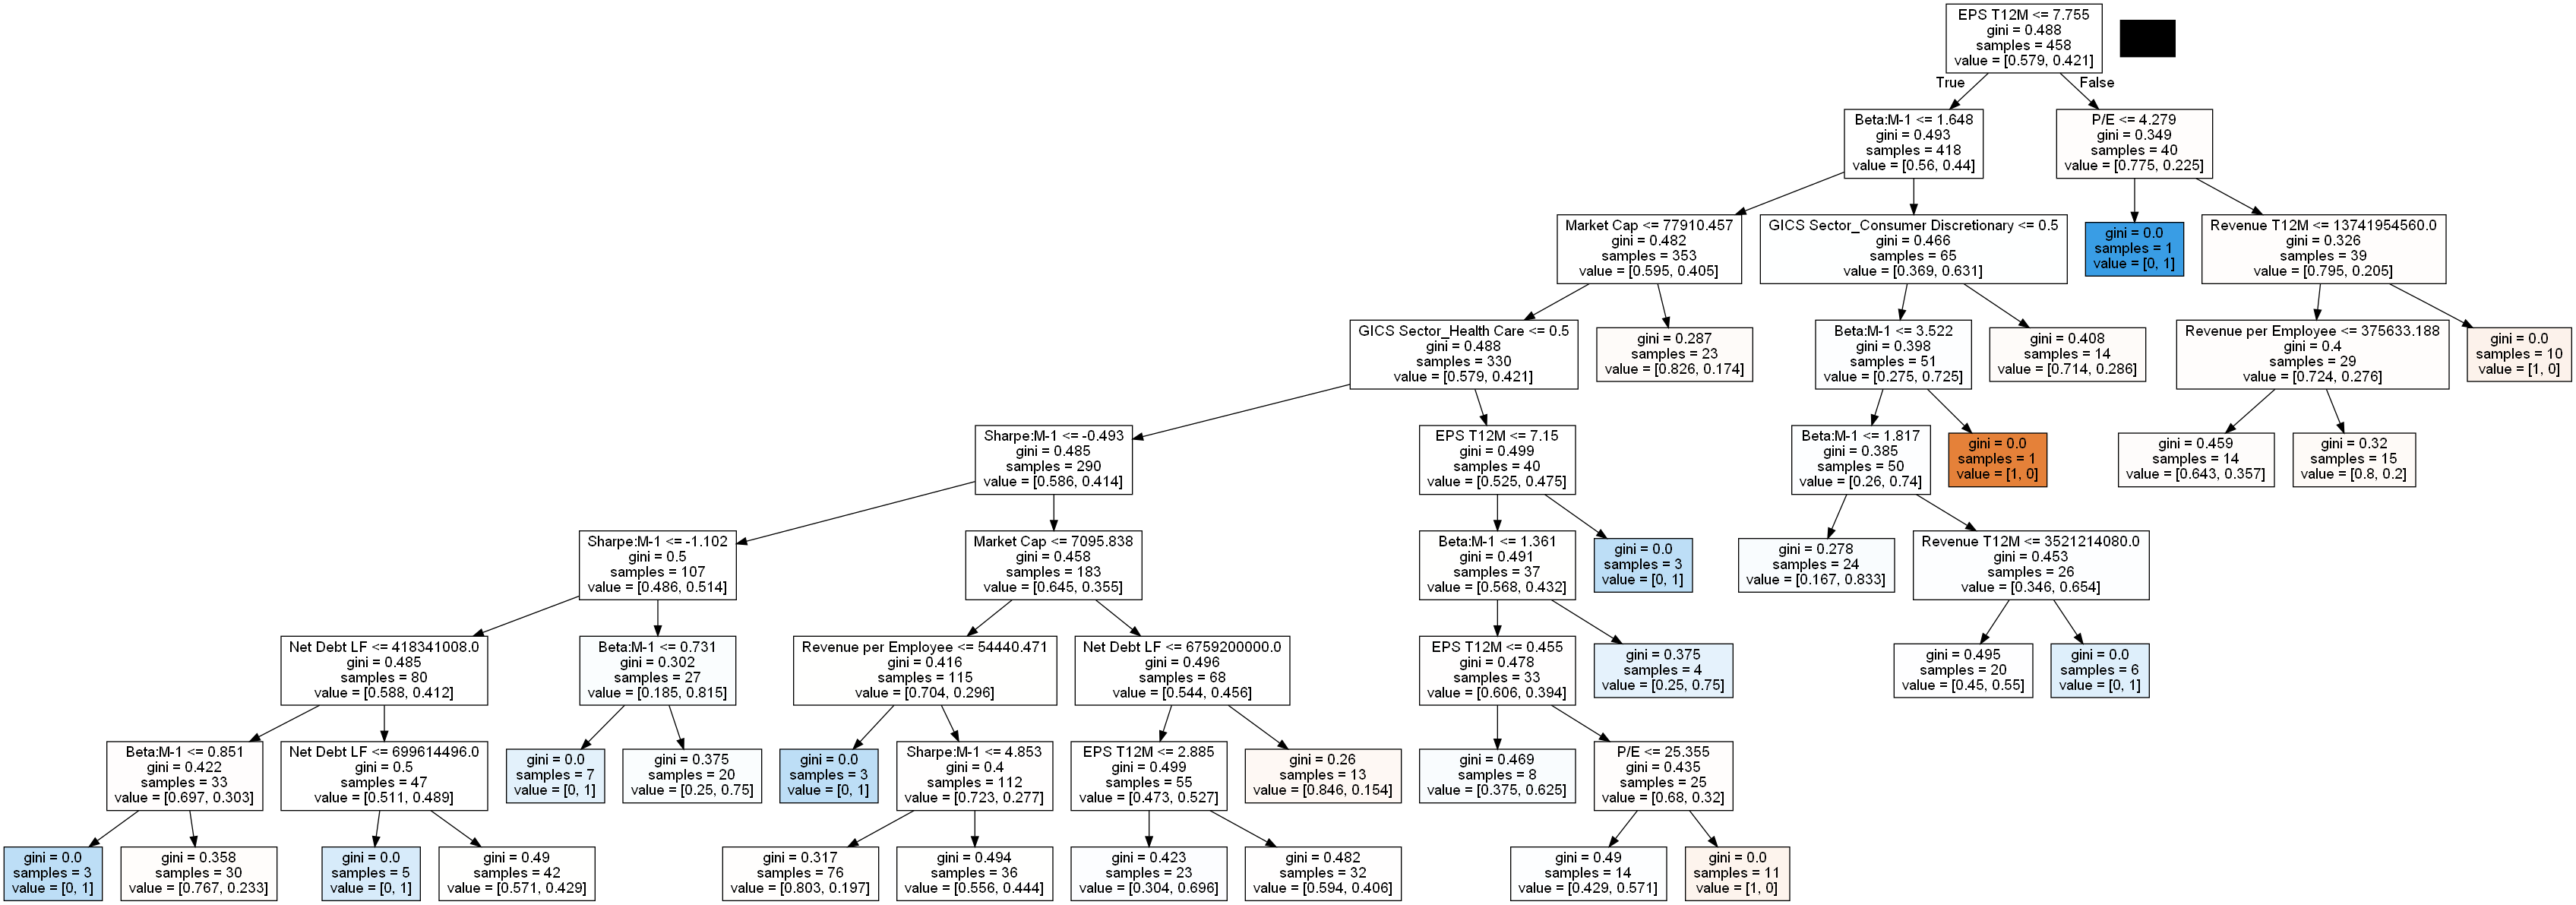 EPS T12M <= 7.755
gini = 0.488
samples = 458
value = [0.579, 0.421]
True
False
Beta:M-1 <= 1.648
gini = 0.493
samples = 418
value = [0.56, 0.44]
P/E <= 4.279
gini = 0.349
samples = 40
value = [0.775, 0.225]
Market Cap <= 77910.457
gini = 0.482
samples = 353
value = [0.595, 0.405]
GICS Sector_Consumer Discretionary <= 0.5
gini = 0.466
samples = 65
value = [0.369, 0.631]
gini = 0.0
samples = 1
value = [0, 1]
Revenue T12M <= 13741954560.0
gini = 0.326
samples = 39
value = [0.795, 0.205]
GICS Sector_Health Care <= 0.5
gini = 0.488
samples = 330
value = [0.579, 0.421]
gini = 0.287
samples = 23
value = [0.826, 0.174]
Beta:M-1 <= 3.522
gini = 0.398
samples = 51
value = [0.275, 0.725]
gini = 0.408
samples = 14
value = [0.714, 0.286]
Revenue per Employee <= 375633.188
gini = 0.4
samples = 29
value = [0.724, 0.276]
gini = 0.0
samples = 10
value = [1, 0]
Sharpe:M-1 <= -0.493
gini = 0.485
samples = 290
value = [0.586, 0.414]
EPS T12M <= 7.15
gini = 0.499
samples = 40
value = [0.525, 0.475]
Beta:M-1 <= 1.817
gini = 0.385
samples = 50
value = [0.26, 0.74]
gini = 0.0
samples = 1
value = [1, 0]
gini = 0.459
samples = 14
value = [0.643, 0.357]
gini = 0.32
samples = 15
value = [0.8, 0.2]
Sharpe:M-1 <= -1.102
gini = 0.5
samples = 107
value = [0.486, 0.514]
Market Cap <= 7095.838
gini = 0.458
samples = 183
value = [0.645, 0.355]
Beta:M-1 <= 1.361
gini = 0.491
samples = 37
value = [0.568, 0.432]
gini = 0.0
samples = 3
value = [0, 1]
gini = 0.278
samples = 24
value = [0.167, 0.833]
Revenue T12M <= 3521214080.0
gini = 0.453
samples = 26
value = [0.346, 0.654]
Net Debt LF <= 418341008.0
gini = 0.485
samples = 80
value = [0.588, 0.412]
Beta:M-1 <= 0.731
gini = 0.302
samples = 27
value = [0.185, 0.815]
Revenue per Employee <= 54440.471
gini = 0.416
samples = 115
value = [0.704, 0.296]
Net Debt LF <= 6759200000.0
gini = 0.496
samples = 68
value = [0.544, 0.456]
EPS T12M <= 0.455
gini = 0.478
samples = 33
value = [0.606, 0.394]
gini = 0.375
samples = 4
value = [0.25, 0.75]
gini = 0.495
samples = 20
value = [0.45, 0.55]
gini = 0.0
samples = 6
value = [0, 1]
Beta:M-1 <= 0.851
gini = 0.422
samples = 33
value = [0.697, 0.303]
Net Debt LF <= 699614496.0
gini = 0.5
samples = 47
value = [0.511, 0.489]
gini = 0.0
samples = 7
value = [0, 1]
gini = 0.375
samples = 20
value = [0.25, 0.75]
gini = 0.0
samples = 3
value = [0, 1]
Sharpe:M-1 <= 4.853
gini = 0.4
samples = 112
value = [0.723, 0.277]
EPS T12M <= 2.885
gini = 0.499
samples = 55
value = [0.473, 0.527]
gini = 0.26
samples = 13
value = [0.846, 0.154]
gini = 0.469
samples = 8
value = [0.375, 0.625]
P/E <= 25.355
gini = 0.435
samples = 25
value = [0.68, 0.32]
gini = 0.0
samples = 3
value = [0, 1]
gini = 0.358
samples = 30
value = [0.767, 0.233]
gini = 0.0
samples = 5
value = [0, 1]
gini = 0.49
samples = 42
value = [0.571, 0.429]
gini = 0.317
samples = 76
value = [0.803, 0.197]
gini = 0.494
samples = 36
value = [0.556, 0.444]
gini = 0.423
samples = 23
value = [0.304, 0.696]
gini = 0.482
samples = 32
value = [0.594, 0.406]
gini = 0.49
samples = 14
value = [0.429, 0.571]
gini = 0.0
samples = 11
value = [1, 0]